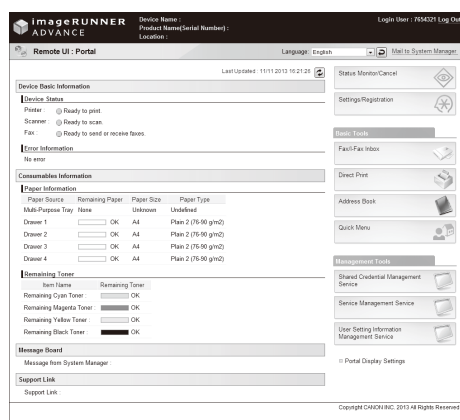 imageRUNNER
ADVANCE
Device Name :
Product Name(Serial Number) :
Location :
Login User : 7654321 Log Out
Remote UI : Portal
Language: English
Mail to System Manager
Last Updated : 11/11 2013 16:21:26
Device Basic Information
Device Status
Printer : Ready to print.
Scanner : Ready to scan.
Fax : Ready to send or receive faxes.
Error Information
No error
Consumables Information
Paper Information
Paper Source Remaining Paper Paper Size Paper Type
Multi-Purpose Tray None Unknown Undefined
Drawer 1 OK A4 Plain 2 (76-90 g/m2)
Drawer 2 OK A4 Plain 2 (76-90 g/m2)
Drawer 3 OK A4 Plain 2 (76-90 g/m2)
Drawer 4 OK A4 Plain 2 (76-90 g/m2)
Remaining Toner
Item Name Remaining Toner
Remaining Cyan Toner : OK
Remaining Magenta Toner : OK
Remaining Yellow Toner : OK
Remaining Black Toner : OK
Message Board
Message from System Manager :
Support Link
Support Link :
Status Monitor/Cancel
Settings/Registration
Basic Tools
Fax/I-Fax Inbox
Direct Print
Address Book
Quick Menu
Management Tools
Shared Credential Management
Service
Service Management Service
User Setting Information
Management Service
Portal Display Settings
Copyright CANON INC. 2013 All Rights Reserved